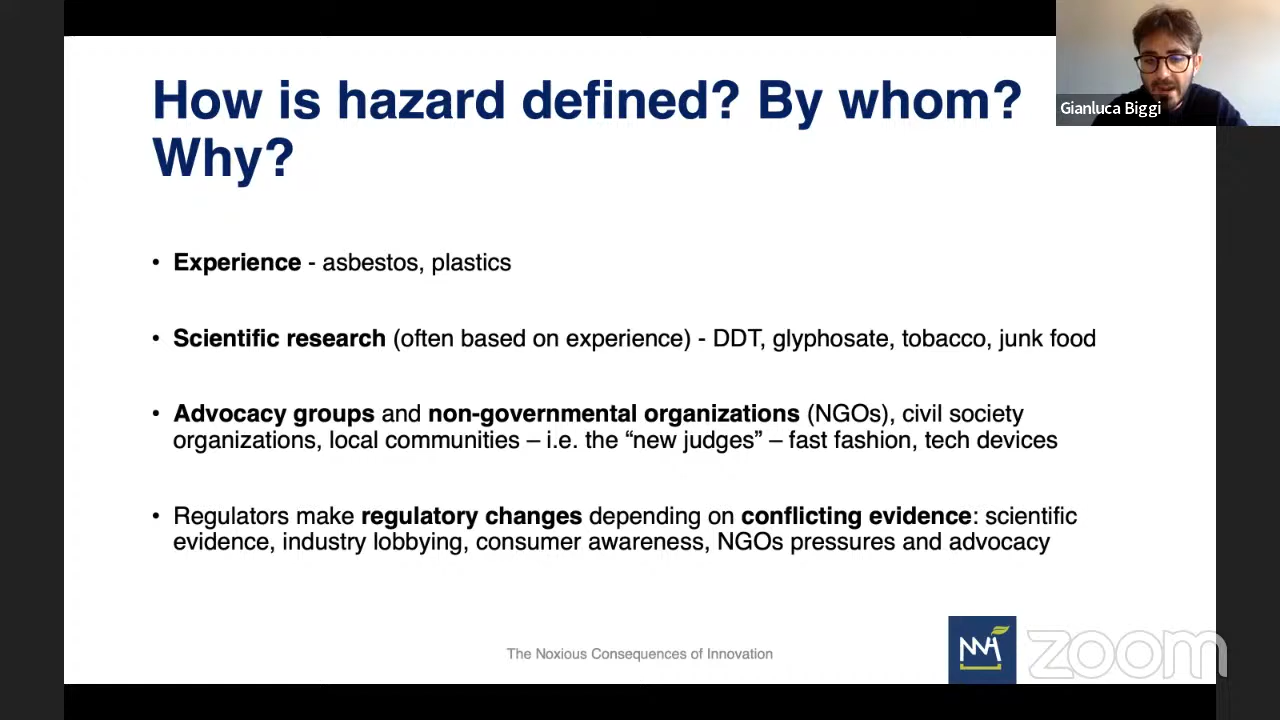 How is hazard defined? By whom?
Why?
Gianluca Biggi
• Experience - asbestos, plastics
• Scientific research (often based on experience) - DDT, glyphosate, tobacco, junk food
• Advocacy groups and non-governmental organizations (NGOs), civil society
organizations, local communities – i.e. the “new judges” – fast fashion, tech devices
• Regulators make regulatory changes depending on conflicting evidence: scientific
evidence, industry lobbying, consumer awareness, NGOs pressures and advocacy
The Noxious Consequences of Innovation
zoom